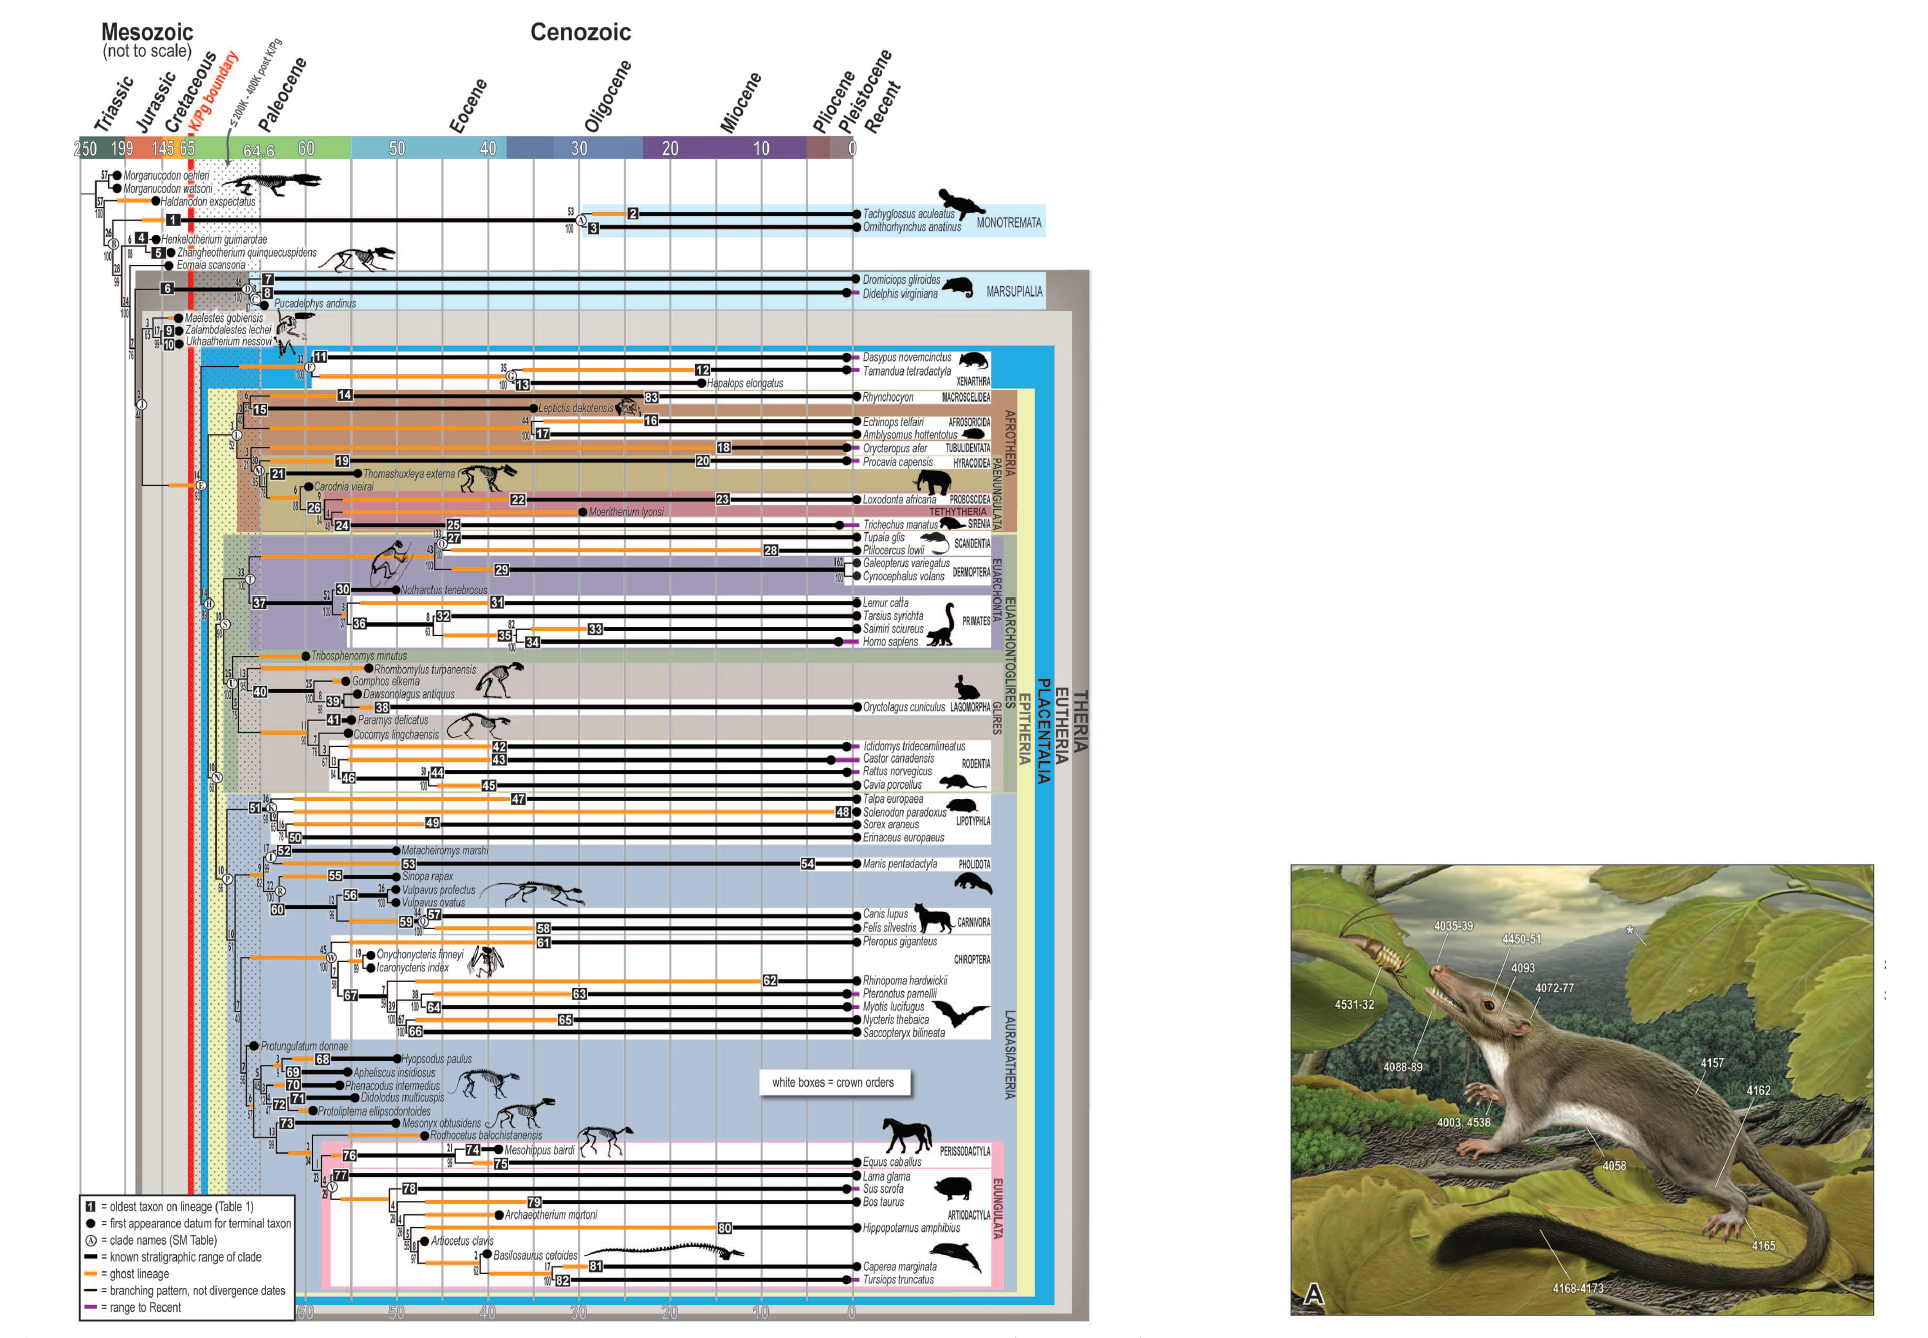 Mesozoic
(not to scale)
Cenozoic
Triassic
Jurassic
Cretaceous
K/Pg boundary
≤ 200K - 400K post K/Pg
Paleocene
Eocene
Oligocene
Miocene
Pliocene
Pleistocene
Recent
250 199 145 65 64.6 60 50 40 30 20 10 0
Morganucodon oehleri
Morganucodon watsoni
Haldanodon exspectatus
1
2 Tachyglossus aculeatus
3 Ornithorhynchus anatinus
MONOTREMATA
4 Henkelotherium guimarotae
5 Zhangheotherium quinquecuspidens
Eomaia scansoria
6
7 Dromiciops gliroides
8 Didelphis virginiana
MARSUPIALIA
Pucadelphys andinus
Maelestes gobiensis
9 Zalambdalestes lechei
10 Ukhaatherium nessovi
11 Dasypus novemcinctus
12 Tamandua tetradactyla
13 Hapalops elongatus
XENARTHRA
14 83 Rhynchocyon MACROSCELIDEA
15 Leptictis dakotensis
16 Echinops telfairi AFROSORICIDA
17 Amblysomus hottentotus
18 Orycteropus afer TUBULIDENTATA
19 20 Procavia capensis HYRACOIDEA
21 Thomashuxleya externa
Carodnia vieirai
22 23 Loxodonta africana PROBOSCIDEA
26 Moeritherium lyonsi TETHYTHERIA
24 25 Trichechus manatus SIRENIA
AFROTHERIA
PAENUNGULATA
27 Tupaia glis
SCANDENTIA
28 Ptilocercus lowii
Galeopterus variegatus
29 DERMOPTERA
Cynocephalus volans
30 Notharctus tenebrosus
37 31 Lemur catta
32 Tarsius syrichta
36 PRIMATES
33 Saimiri sciureus
35 34 Homo sapiens
EUARCHONTA
EUARCHONTOGLIRES
Tribosphenomys minutus
Rhombomylus turpanensis
Gomphos elkema
40
39 Dawsonolagus antiquus
38 Oryctolagus cuniculus LAGOMORPHA
41 Paramys delicatus
Cocomys lingchaensis
GLIRES
42 Ictidomys tridecemlineatus
43 Castor canadensis
RODENTIA
46 44 Rattus norvegicus
45 Cavia porcellus
EPITHERIA
PLACENTALIA
EUTHERIA
THERIA
47 Talpa europaea
51 48 Solenodon paradoxus
LIPOTYPHLA
49 Sorex araneus
50 Erinaceus europaeus
52 Metacheiromys marshi
53 54 Manis pentadactyla PHOLIDOTA
55 Sinopa rapax
56 Vulpavus profectus
Vulpavus ovatus
60
59 57 Canis lupus
CARNIVORA
58 Felis silvestris
61 Pteropus giganteus
Onychonycteris finneyi
CHIROPTERA
Icaronycteris index
62 Rhinopoma hardwickii
67 63 Pteronotus parnellii
64 Myotis lucifugus
65 Nycteris thebaica
66 Saccopteryx bilineata
LAURASIATHERIA
Protungulatum donnae
68 Hyopsodus paulus
69 Apheliscus insidiosus
70 Phenacodus intermedius
71 Didolodus multicuspis
72 Protolipterna ellipsodontoides
73 Mesonyx obtusidens
Rodhocetus balochistanensis
white boxes = crown orders
74 Mesohippus bairdi
76 PERISSODACTYLA
75 Equus caballus
77 Lama glama
78 Sus scrofa
79 Bos taurus
Archaeotherium mortoni ARTIODACTYLA
80 Hippopotamus amphibius
Artiocetus clavis
Basilosaurus cetoides
81 Caperea marginata
82 Tursiops truncatus
EUUNGULATA
60 50 40 30 20 10 0
1 = oldest taxon on lineage (Table 1)
= first appearance datum for terminal taxon
A = clade names (SM Table)
= known stratigraphic range of clade
= ghost lineage
= branching pattern, not divergence dates
= range to Recent
4035-39
*
4450-51
4093
4072-77
4531-32
4088-89
4157
4162
4003, 4538
4058
4165
4168-4173
A